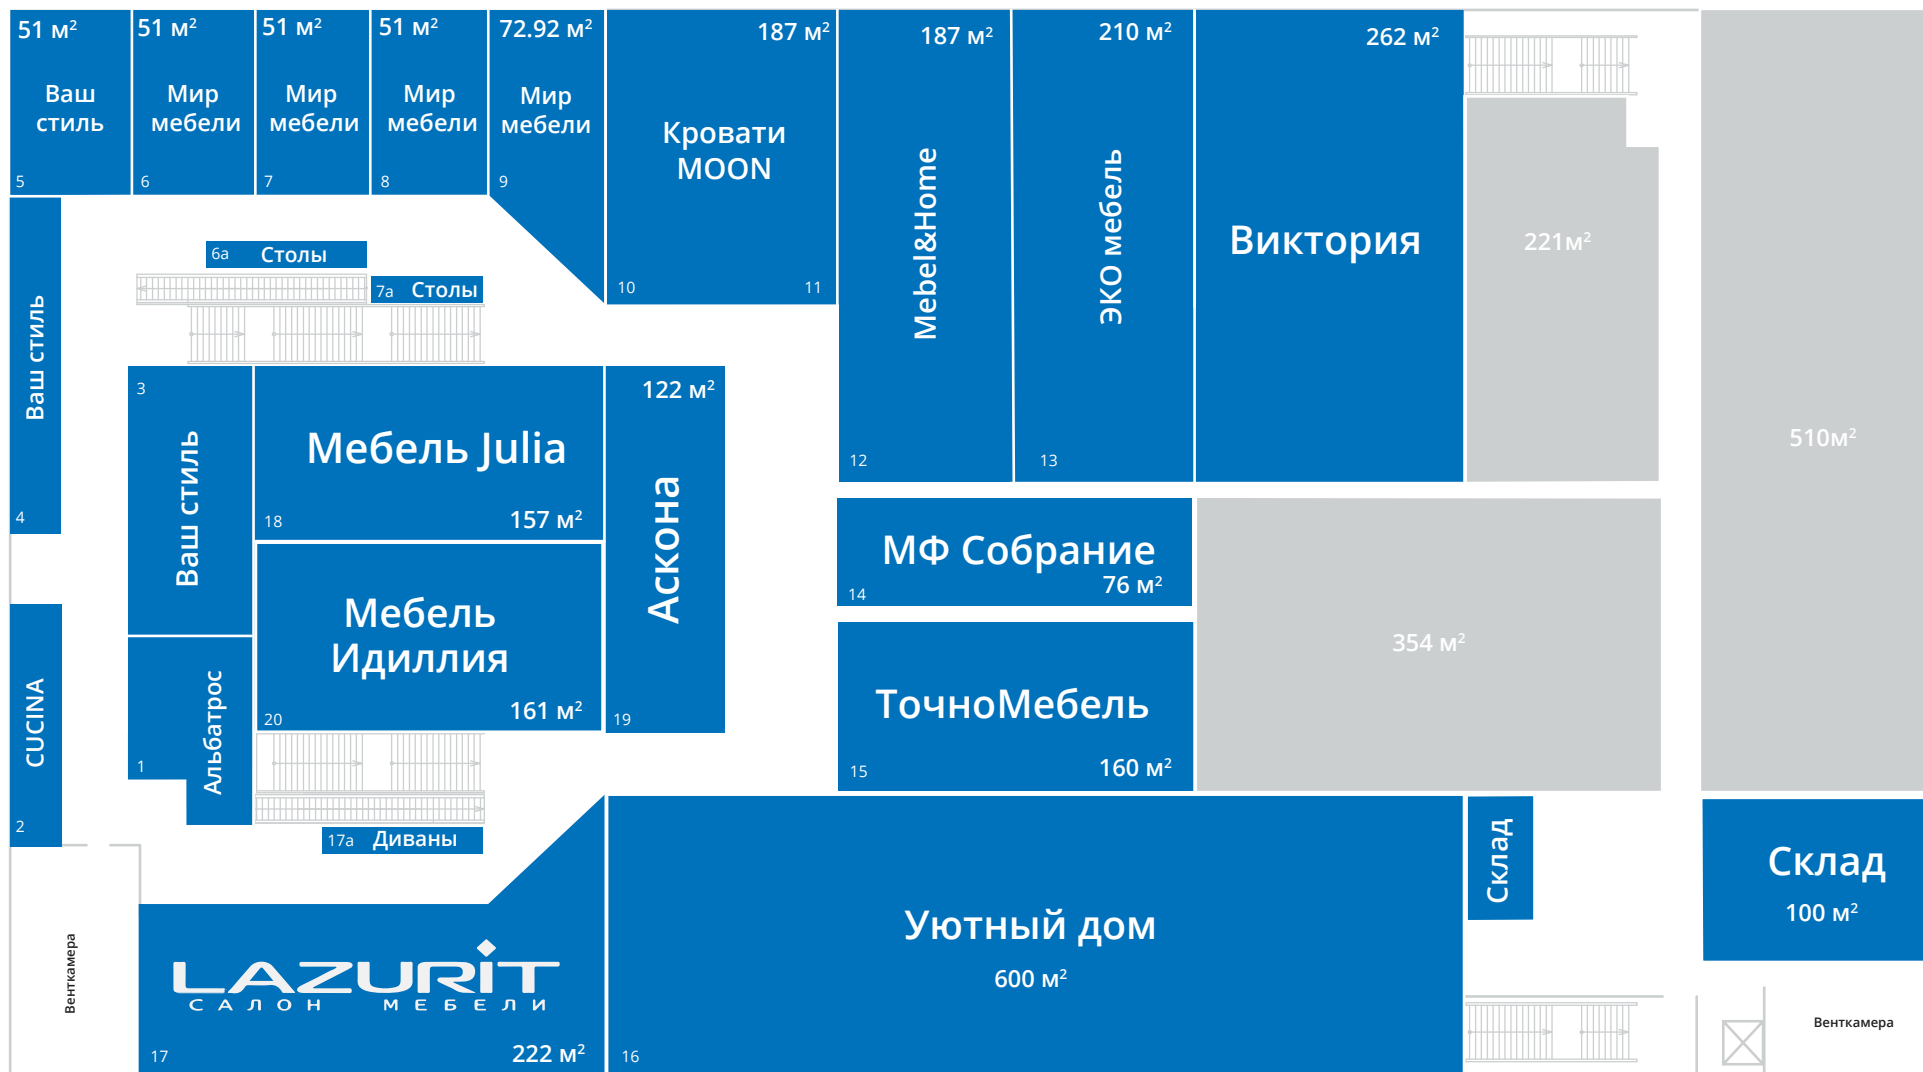 51 м²
Ваш
стиль
5
51 м²
Мир
мебели
6
51 м²
Мир
мебели
7
51 м²
Мир
мебели
8
72.92 м²
Мир
мебели
9
187 м²
Кровати
MOON
10
11
187 м²
Mebel&Home
12
210 м²
ЭКО мебель
13
262 м²
Виктория
221м²
510м²
6а Столы
7а Столы
Ваш стиль
4
3
Ваш стиль
Мебель Julia
18
157 м²
122 м²
Аскона
19
Мебель
Идиллия
20
161 м²
МФ Собрание
76 м²
14
ТочноМебель
15
160 м²
354 м²
CUCINA
2
1
Альбатрос
17а Диваны
Венткамера
LAZURIT
САЛОН МЕБЕЛИ
17
222 м²
Уютный дом
600 м²
16
Склад
Склад
100 м²
Венткамера